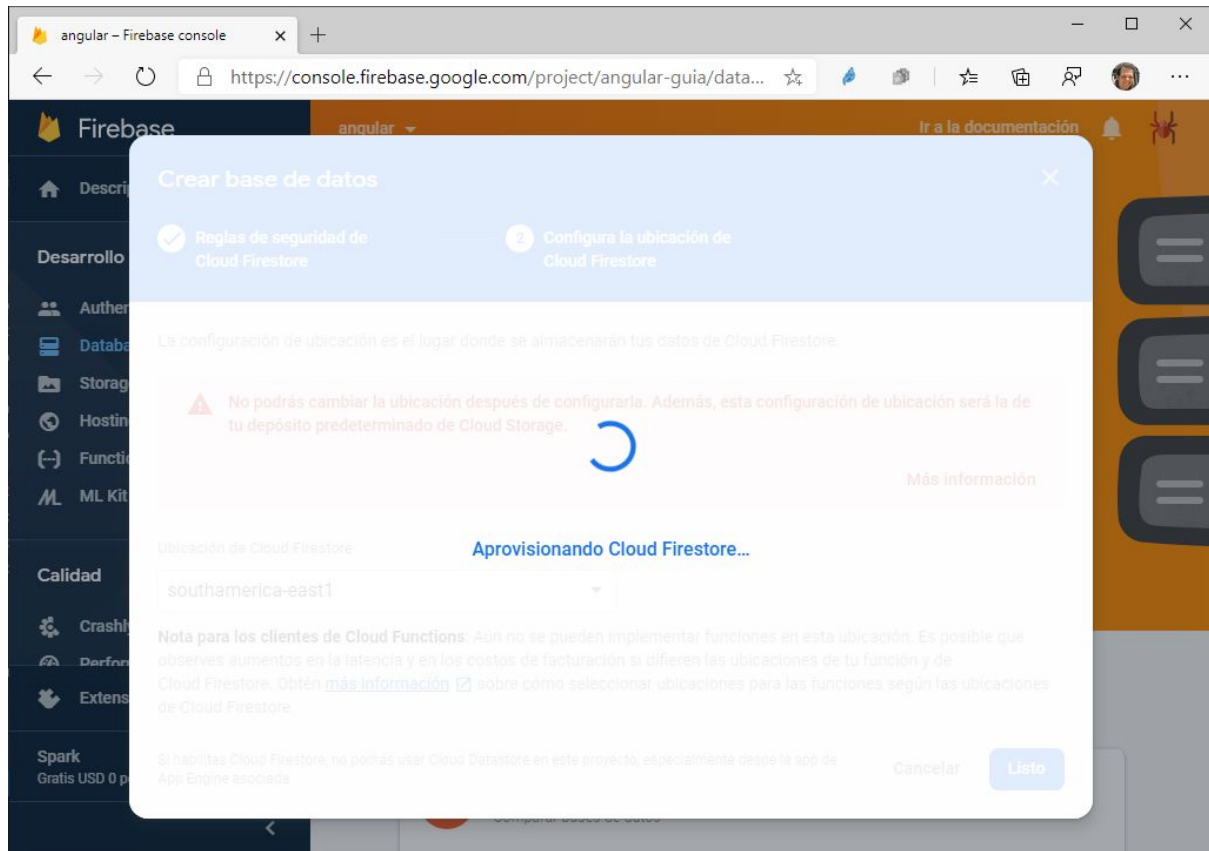 angular – Firebase console
https://console.firebase.google.com/project/angular-guia/data...
Firebase
angular
Ir a la documentación
Crear base de datos
Reglas de seguridad de
Cloud Firestore
2
Configura la ubicación de
Cloud Firestore
Descrip
Desarrollo
Authen
Databa
Storag
Hostin
Functio
ML Kit
Calidad
Crashly
Perform
Extens
Spark
Gratis USD 0 p
La configuración de ubicación es el lugar donde se almacenarán tus datos de Cloud Firestore.
No podrás cambiar la ubicación después de configurarla. Además, esta configuración de ubicación será la de
tu depósito predeterminado de Cloud Storage.
Más información
Aprovisionando Cloud Firestore...
Ubicación de Cloud Firestore
southamerica-east1
Nota para los clientes de Cloud Functions: Aún no se pueden implementar funciones en esta ubicación. Es posible que
observes aumentos en la latencia y en los costos de facturación si difieren las ubicaciones de tu función y de
Cloud Firestore. Obtén más información sobre cómo seleccionar ubicaciones para las funciones según las ubicaciones
de Cloud Firestore.
Si habilitas Cloud Firestore, no podrás usar Cloud Datastore en este proyecto, especialmente desde la app de
App Engine asociada
Cancelar
Listo
Comparar bases de datos